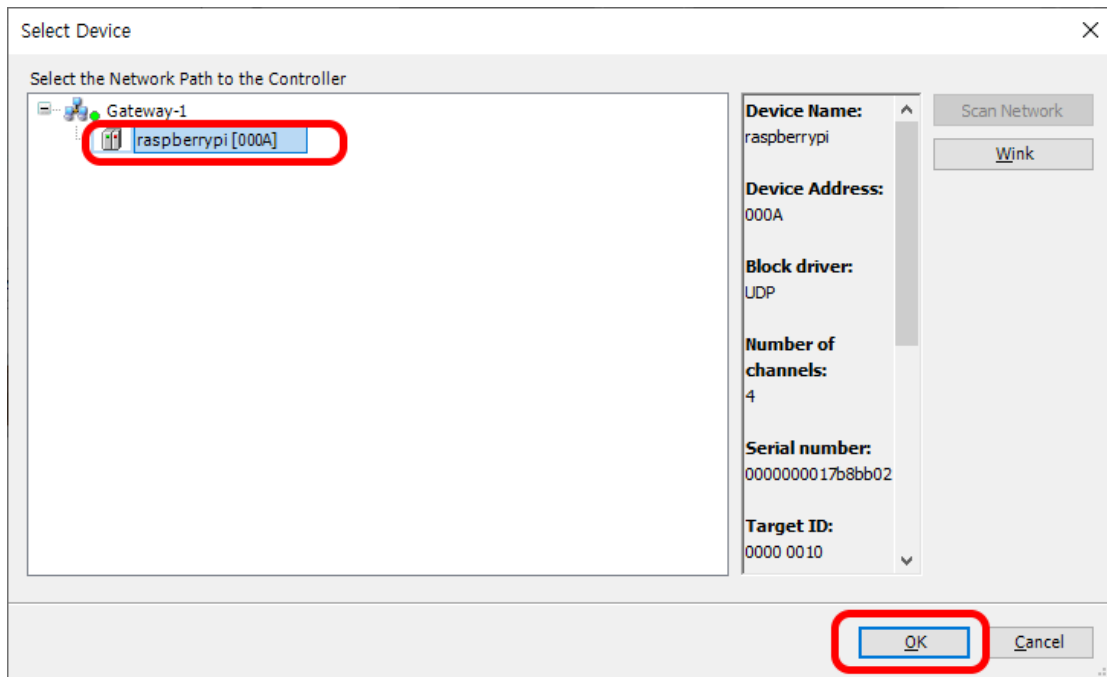 Select Device
Select the Network Path to the Controller
Gateway-1
raspberrypi [000A]
Device Name:
raspberrypi
Device Address:
000A
Block driver:
UDP
Number of
channels:
4
Serial number:
0000000017b8bb02
Target ID:
0000 0010
Scan Network
Wink
OK
Cancel